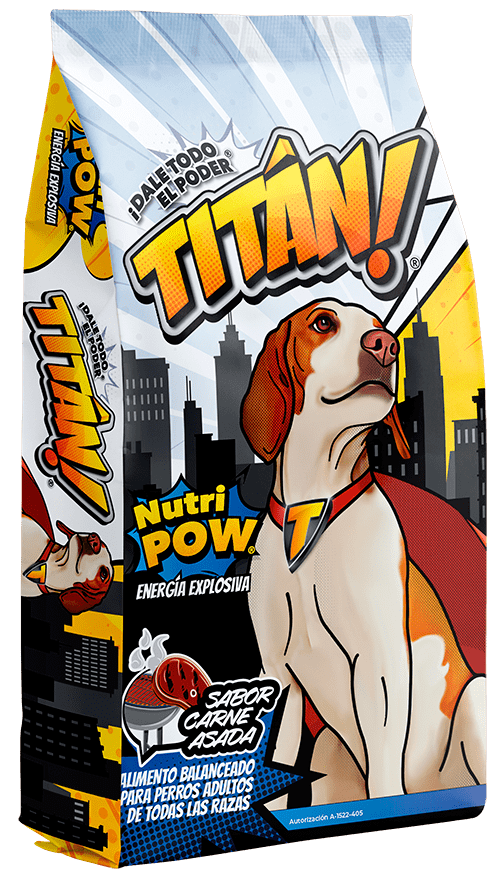 ¡DALE TODO
EL PODER®
TITÁN!®
Nutri
POW®
ENERGÍA EXPLOSIVA
SABOR
CARNE
ASADA
ALIMENTO BALANCEADO
PARA PERROS ADULTOS
DE TODAS LAS RAZAS
Autorización A-1522-405
T
POW®
ENERGÍA EXPLOSIVA
¡DALE TODO
EL PODER®
TITÁN!®